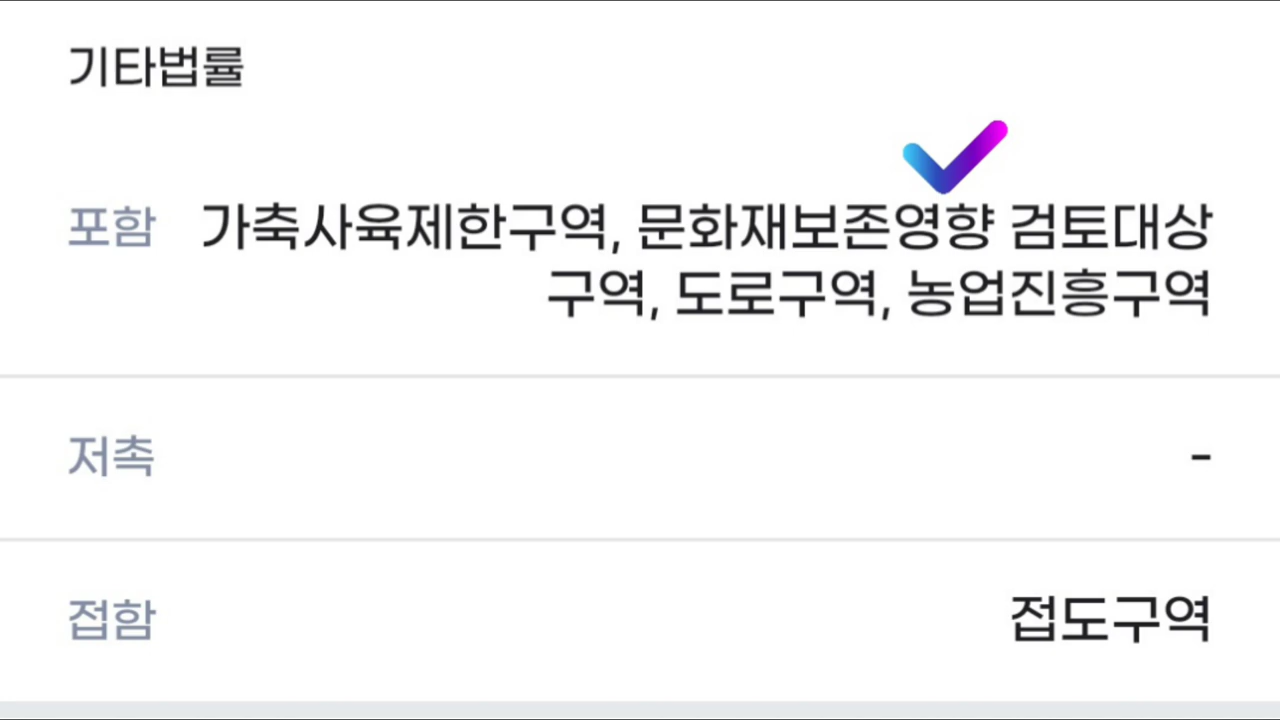 기타법률
포함 가축사육제한구역, 문화재보존영향 검토대상
구역, 도로구역, 농업진흥구역
저촉 -
접함 접도구역